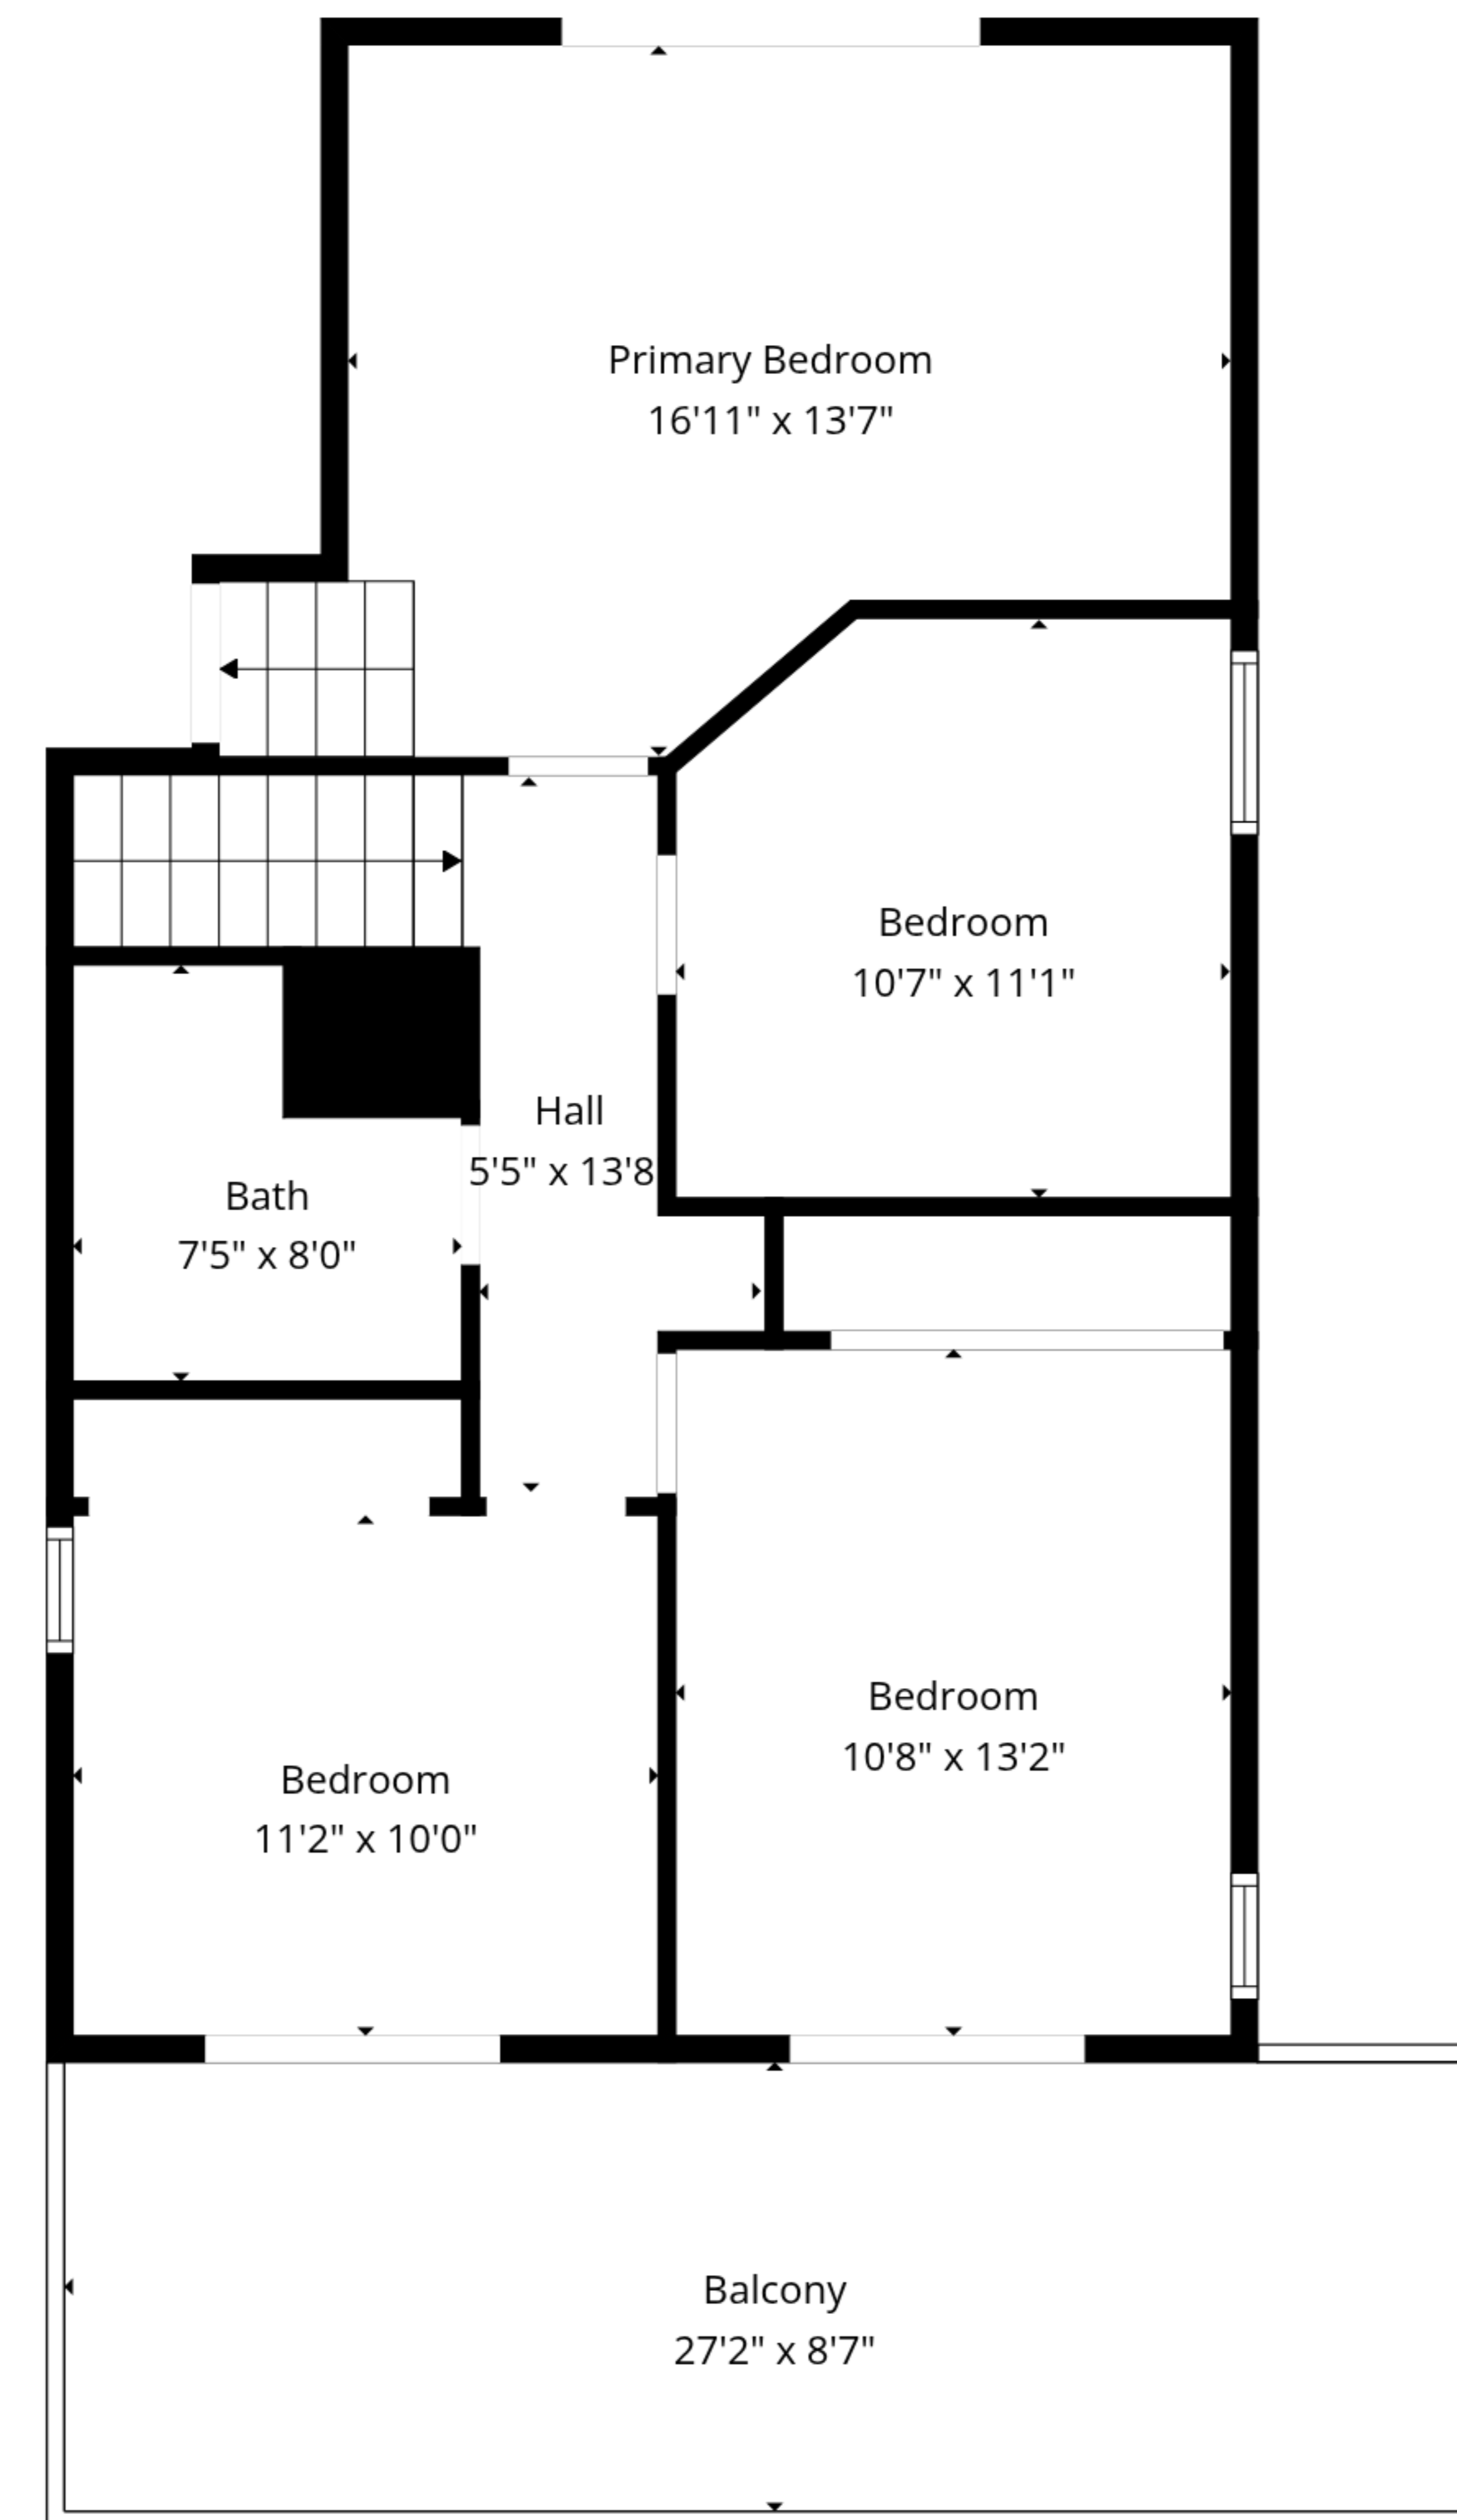 Primary Bedroom
16'11" x 13'7"
Bedroom
10'7" x 11'1"
Hall
5'5" x 13'8
Bath
7'5" x 8'0"
Bedroom
10'8" x 13'2"
Bedroom
11'2" x 10'0"
Balcony
27'2" x 8'7"